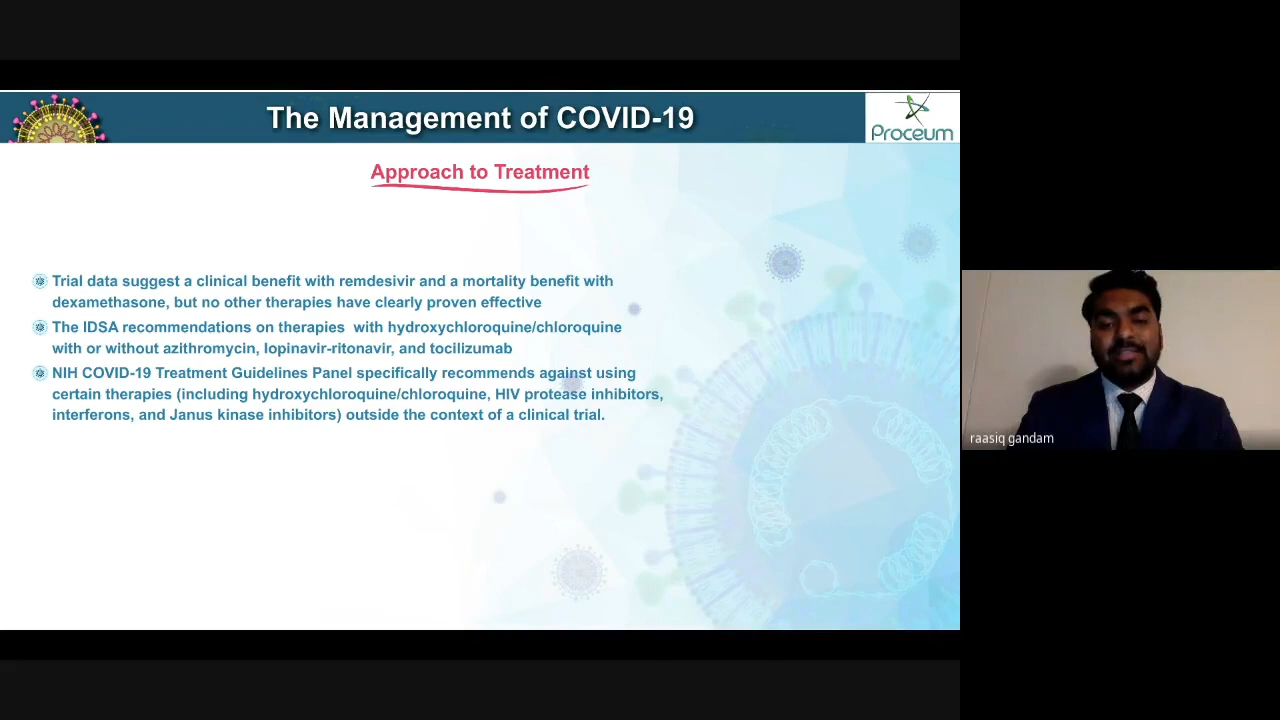 The Management of COVID-19
Proceum
Approach to Treatment
Trial data suggest a clinical benefit with remdesivir and a mortality benefit with
dexamethasone, but no other therapies have clearly proven effective
The IDSA recommendations on therapies with hydroxychloroquine/chloroquine
with or without azithromycin, lopinavir-ritonavir, and tocilizumab
NIH COVID-19 Treatment Guidelines Panel specifically recommends against using
certain therapies (including hydroxychloroquine/chloroquine, HIV protease inhibitors,
interferons, and Janus kinase inhibitors) outside the context of a clinical trial.
raasiq gandam